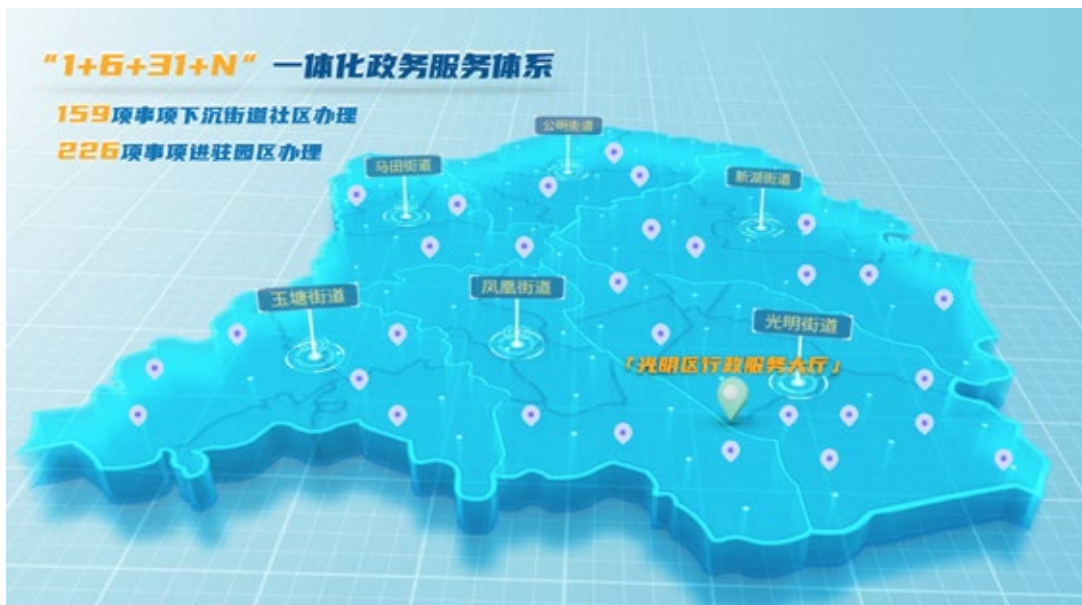 “1+6+31+N”一体化政务服务体系
159项事项下沉街道社区办理
226项事项进驻园区办理
公明街道
马田街道
新湖街道
玉塘街道
凤凰街道
光明街道
「光明区行政服务大厅」